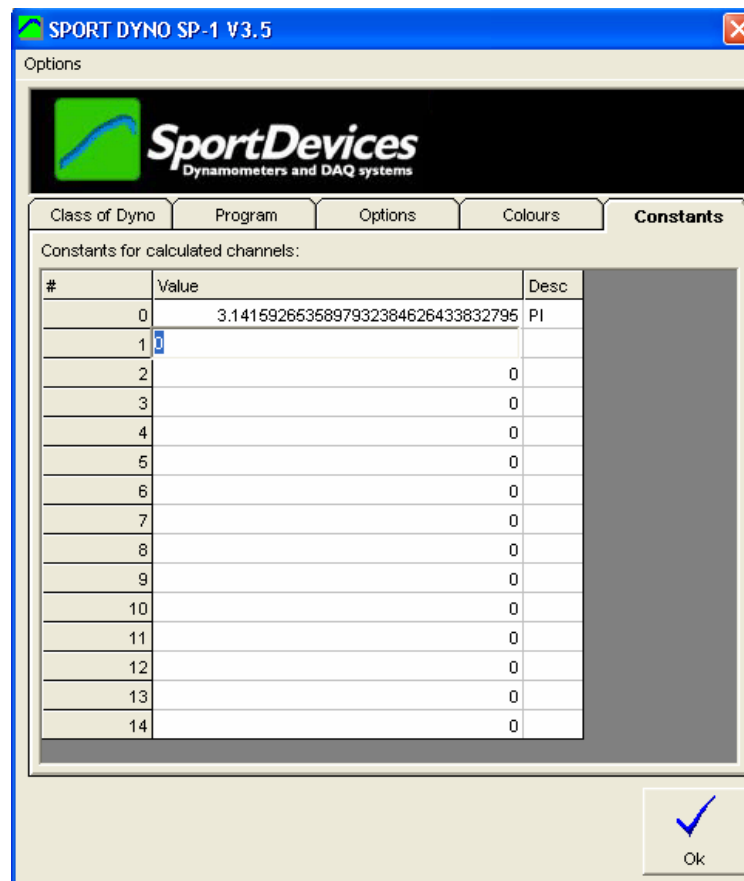 SPORT DYNO SP-1 V3.5
Options
SportDevices
Dynamometers and DAQ systems
Class of Dyno Program Options Colours Constants
Constants for calculated channels:
# Value Desc
0 3.1415926535897932384626433832795 PI
1 0
2 0
3 0
4 0
5 0
6 0
7 0
8 0
9 0
10 0
11 0
12 0
13 0
14 0
Ok